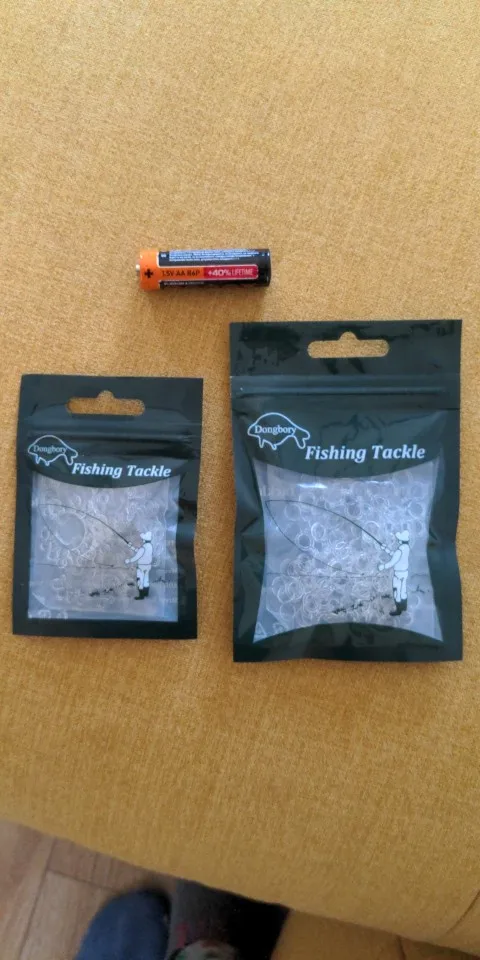 1.5V AA R6P +40% LIFETIME
Dongbory
Fishing Tackle
Dongbory
Fishing Tackle